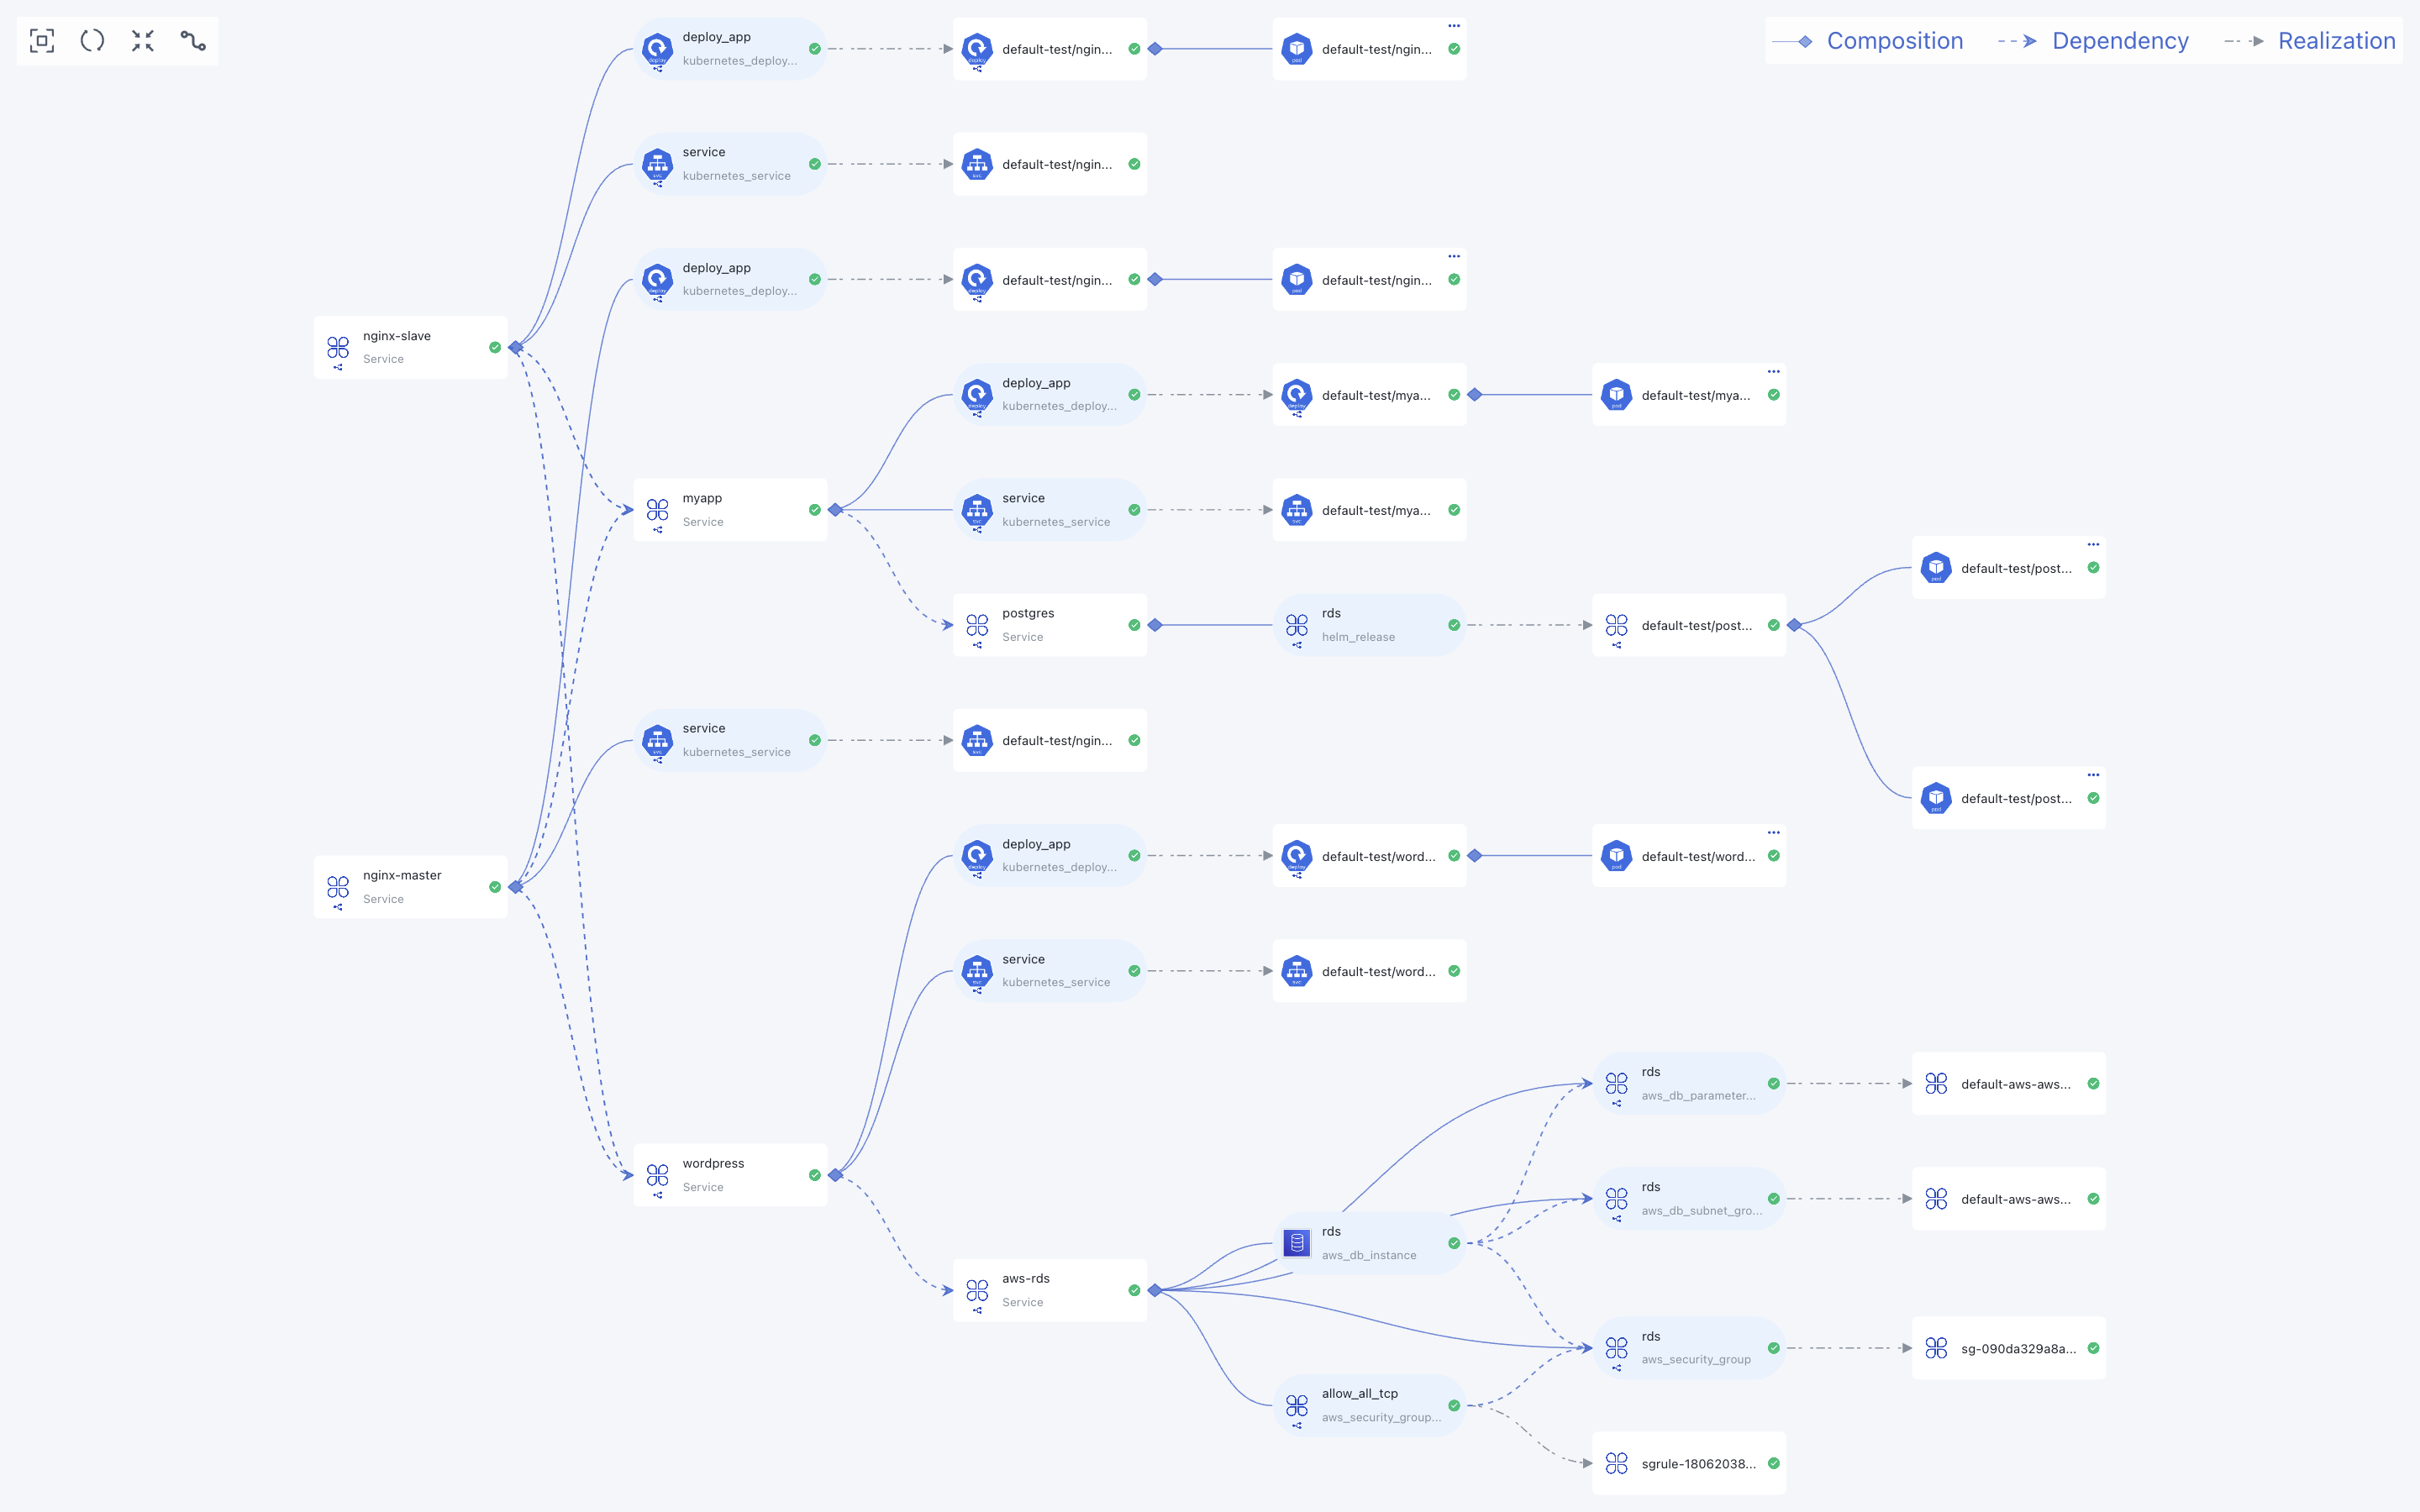 Composition
Dependency
Realization
deploy_app
kubernetes_deploy...
default-test/ngin...
default-test/ngin...
service
kubernetes_service
default-test/ngin...
deploy_app
kubernetes_deploy...
default-test/ngin...
default-test/ngin...
nginx-slave
Service
deploy_app
kubernetes_deploy...
default-test/mya...
default-test/mya...
myapp
Service
service
kubernetes_service
default-test/mya...
default-test/post...
postgres
Service
rds
helm_release
default-test/post...
service
kubernetes_service
default-test/ngin...
default-test/post...
deploy_app
kubernetes_deploy...
default-test/word...
default-test/word...
nginx-master
Service
service
kubernetes_service
default-test/word...
rds
aws_db_parameter...
default-aws-aws...
wordpress
Service
rds
aws_db_subnet_gro...
default-aws-aws...
rds
aws_db_instance
aws-rds
Service
rds
aws_security_group
sg-090da329a8a...
allow_all_tcp
aws_security_group...
sgrule-18062038...